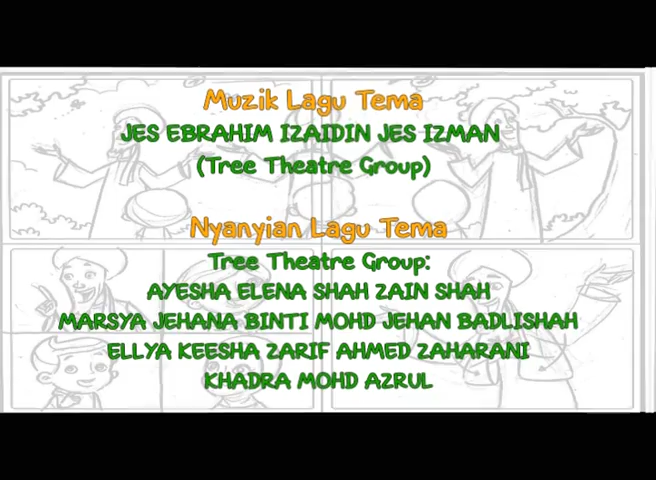 Muzik Lagu Tema
JES EBRAHIM IZAIDIN JES IZMAN
(Tree Theatre Group)
Nyanyian Lagu Tema
Tree Theatre Group:
AYESHA ELENA SHAH ZAIN SHAH
MARSYA JEHANA BINTI MOHD JEHAN BADLISHAH
ELLYA KEESHA ZARIF AHMED ZAHARANI
KHADRA MOHD AZRUL